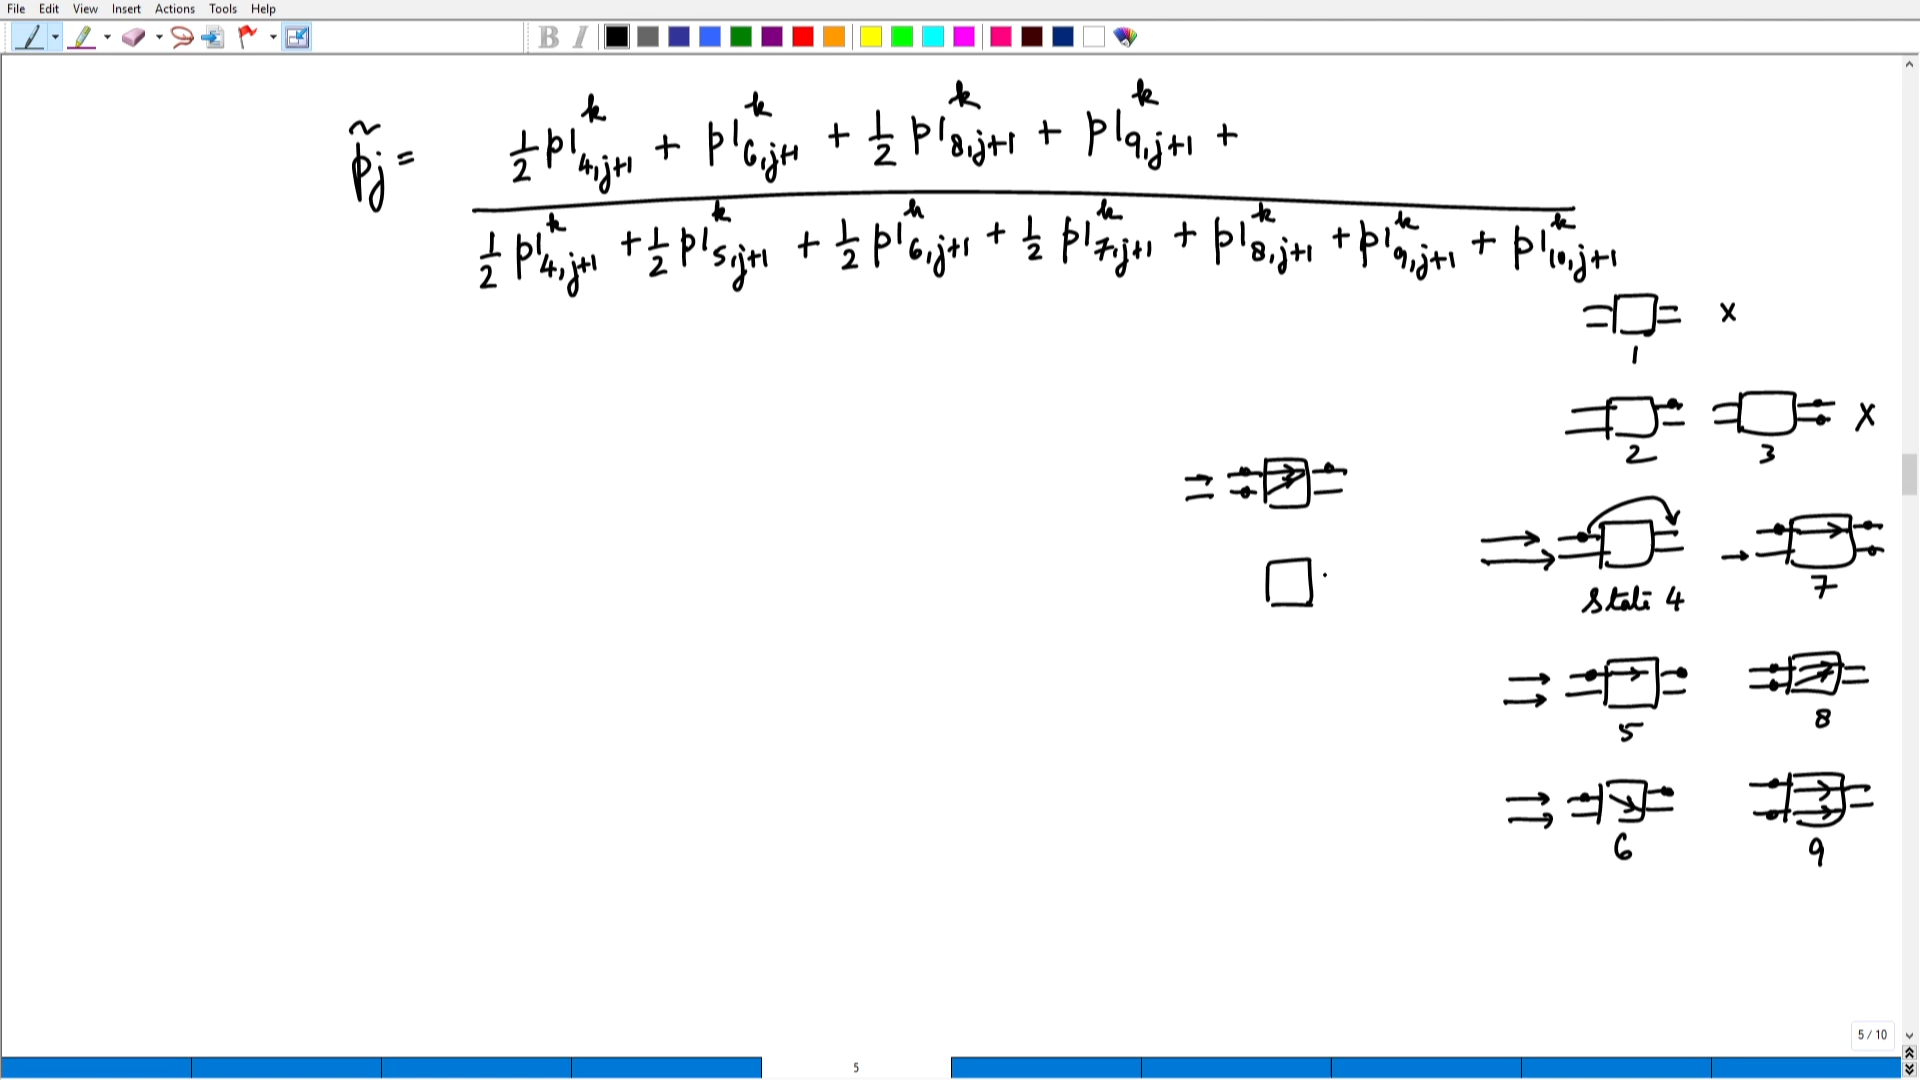 File Edit View Insert Actions Tools Help
B I
p̃j = ½ p|⁴,j+1^k + p|6,j+1^k + ½ p|8,j+1^k + p|9,j+1^k +
½ p|4,j+1^k + ½ p|5,j+1^k + ½ p|6,j+1^k + ½ p|7,j+1^k + p|8,j+1^k + p|9,j+1^k + p|10,j+1^k
x
1
x
2 3
State 4 7
5 8
6 9
5 / 10
5